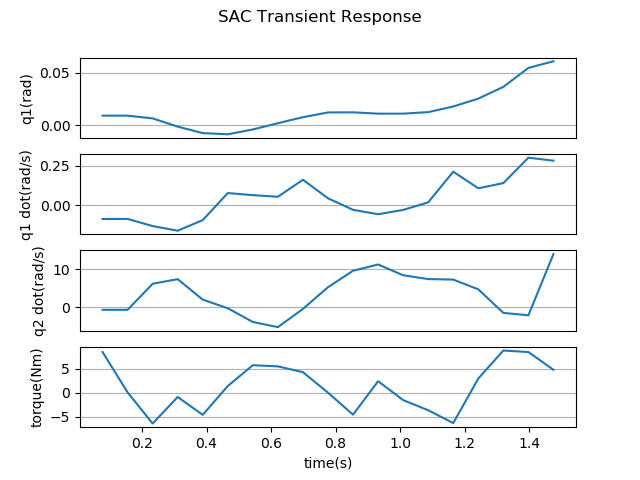 SAC Transient Response
0.05
0.00
q1(rad)
0.25
0.00
q1 dot(rad/s)
10
0
q2 dot(rad/s)
5
0
−5
torque(Nm)
0.2 0.4 0.6 0.8 1.0 1.2 1.4
time(s)